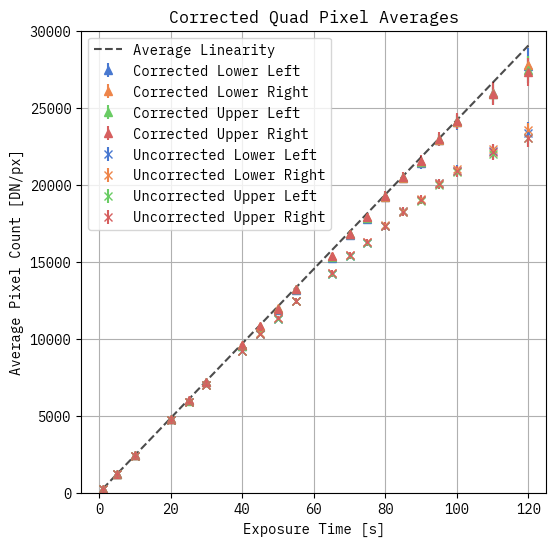 Corrected Quad Pixel Averages
Average Linearity
Corrected Lower Left
Corrected Lower Right
Corrected Upper Left
Corrected Upper Right
Uncorrected Lower Left
Uncorrected Lower Right
Uncorrected Upper Left
Uncorrected Upper Right
Average Pixel Count [DN/px]
30000
25000
20000
15000
10000
5000
0
0 20 40 60 80 100 120
Exposure Time [s]